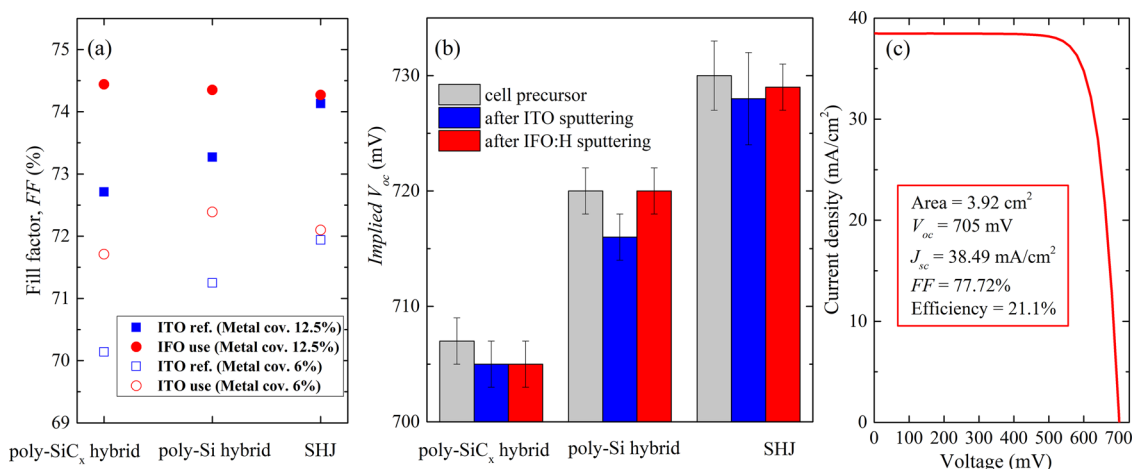 (a)
75
74
73
72
71
70
69
Fill factor, FF (%)
ITO ref. (Metal cov. 12.5%)
IFO use (Metal cov. 12.5%)
ITO ref. (Metal cov. 6%)
ITO use (Metal cov. 6%)
poly-SiCx hybrid
poly-Si hybrid
SHJ
(b)
730
720
710
700
Implied Voc (mV)
cell precursor
after ITO sputtering
after IFO:H sputtering
poly-SiCx hybrid
poly-Si hybrid
SHJ
(c)
40
30
20
10
0
Current density (mA/cm2)
Area = 3.92 cm2
Voc = 705 mV
Jsc = 38.49 mA/cm2
FF = 77.72%
Efficiency = 21.1%
0 100 200 300 400 500 600 700
Voltage (mV)